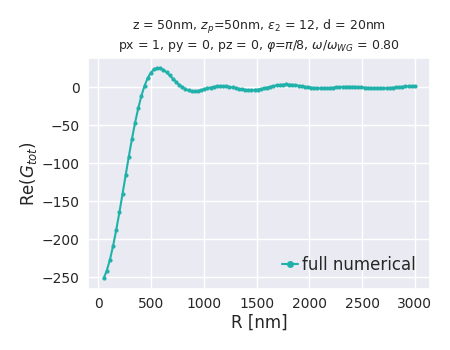 z = 50nm, z_p=50nm, ε_2 = 12, d = 20nm
px = 1, py = 0, pz = 0, φ=π/8, ω/ω_WG = 0.80
Re(G_tot)
0
−50
−100
−150
−200
−250
full numerical
0 500 1000 1500 2000 2500 3000
R [nm]